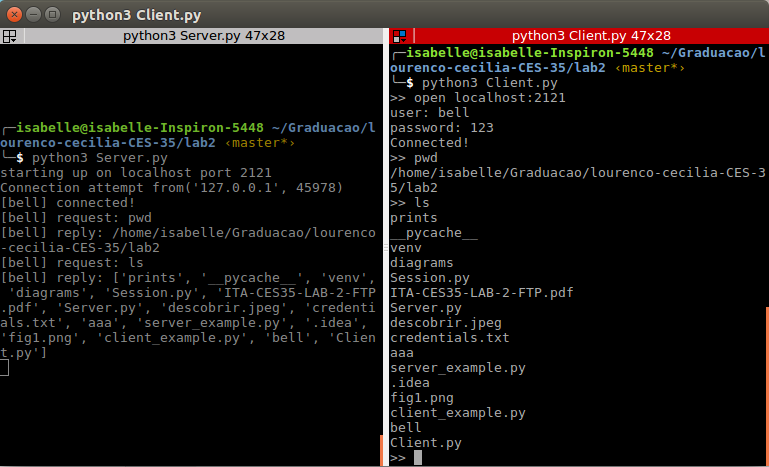 python3 Client.py
python3 Server.py 47x28
┌─isabelle@isabelle-Inspiron-5448 ~/Graduacao/l
ourenco-cecilia-CES-35/lab2 ‹master*›
└─$ python3 Server.py
starting up on localhost port 2121
Connection attempt from('127.0.0.1', 45978)
[bell] connected!
[bell] request: pwd
[bell] reply: /home/isabelle/Graduacao/lourenco
-cecilia-CES-35/lab2
[bell] request: ls
[bell] reply: ['prints', '__pycache__', 'venv',
'diagrams', 'Session.py', 'ITA-CES35-LAB-2-FTP
.pdf', 'Server.py', 'descobrir.jpeg', 'credenti
als.txt', 'aaa', 'server_example.py', '.idea',
'fig1.png', 'client_example.py', 'bell', 'Clien
t.py']
python3 Client.py 47x28
┌─isabelle@isabelle-Inspiron-5448 ~/Graduacao/l
ourenco-cecilia-CES-35/lab2 ‹master*›
└─$ python3 Client.py
>> open localhost:2121
user: bell
password: 123
Connected!
>> pwd
/home/isabelle/Graduacao/lourenco-cecilia-CES-3
5/lab2
>> ls
prints
__pycache__
venv
diagrams
Session.py
ITA-CES35-LAB-2-FTP.pdf
Server.py
descobrir.jpeg
credentials.txt
aaa
server_example.py
.idea
fig1.png
client_example.py
bell
Client.py
>>